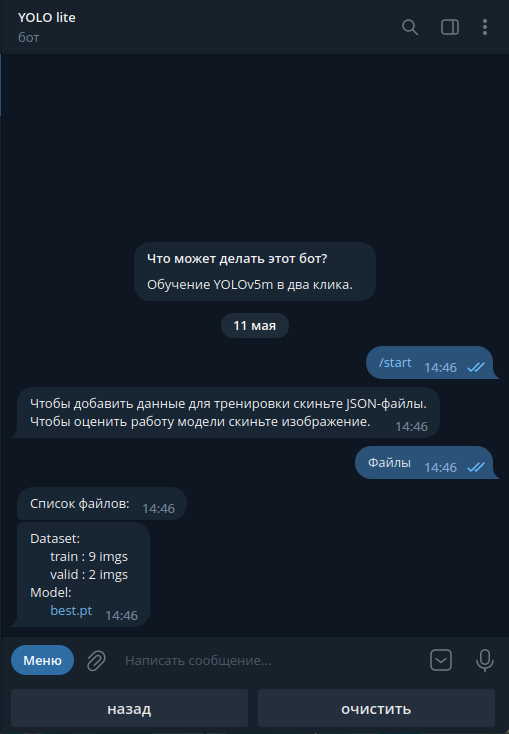 YOLO lite
бот
Что может делать этот бот?
Обучение YOLOv5m в два клика.
11 мая
/start 14:46
Чтобы добавить данные для тренировки скиньте JSON-файлы.
Чтобы оценить работу модели скиньте изображение. 14:46
Файлы 14:46
Список файлов: 14:46
Dataset:
train : 9 imgs
valid : 2 imgs
Model:
best.pt 14:46
Меню Написать сообщение...
назад очистить